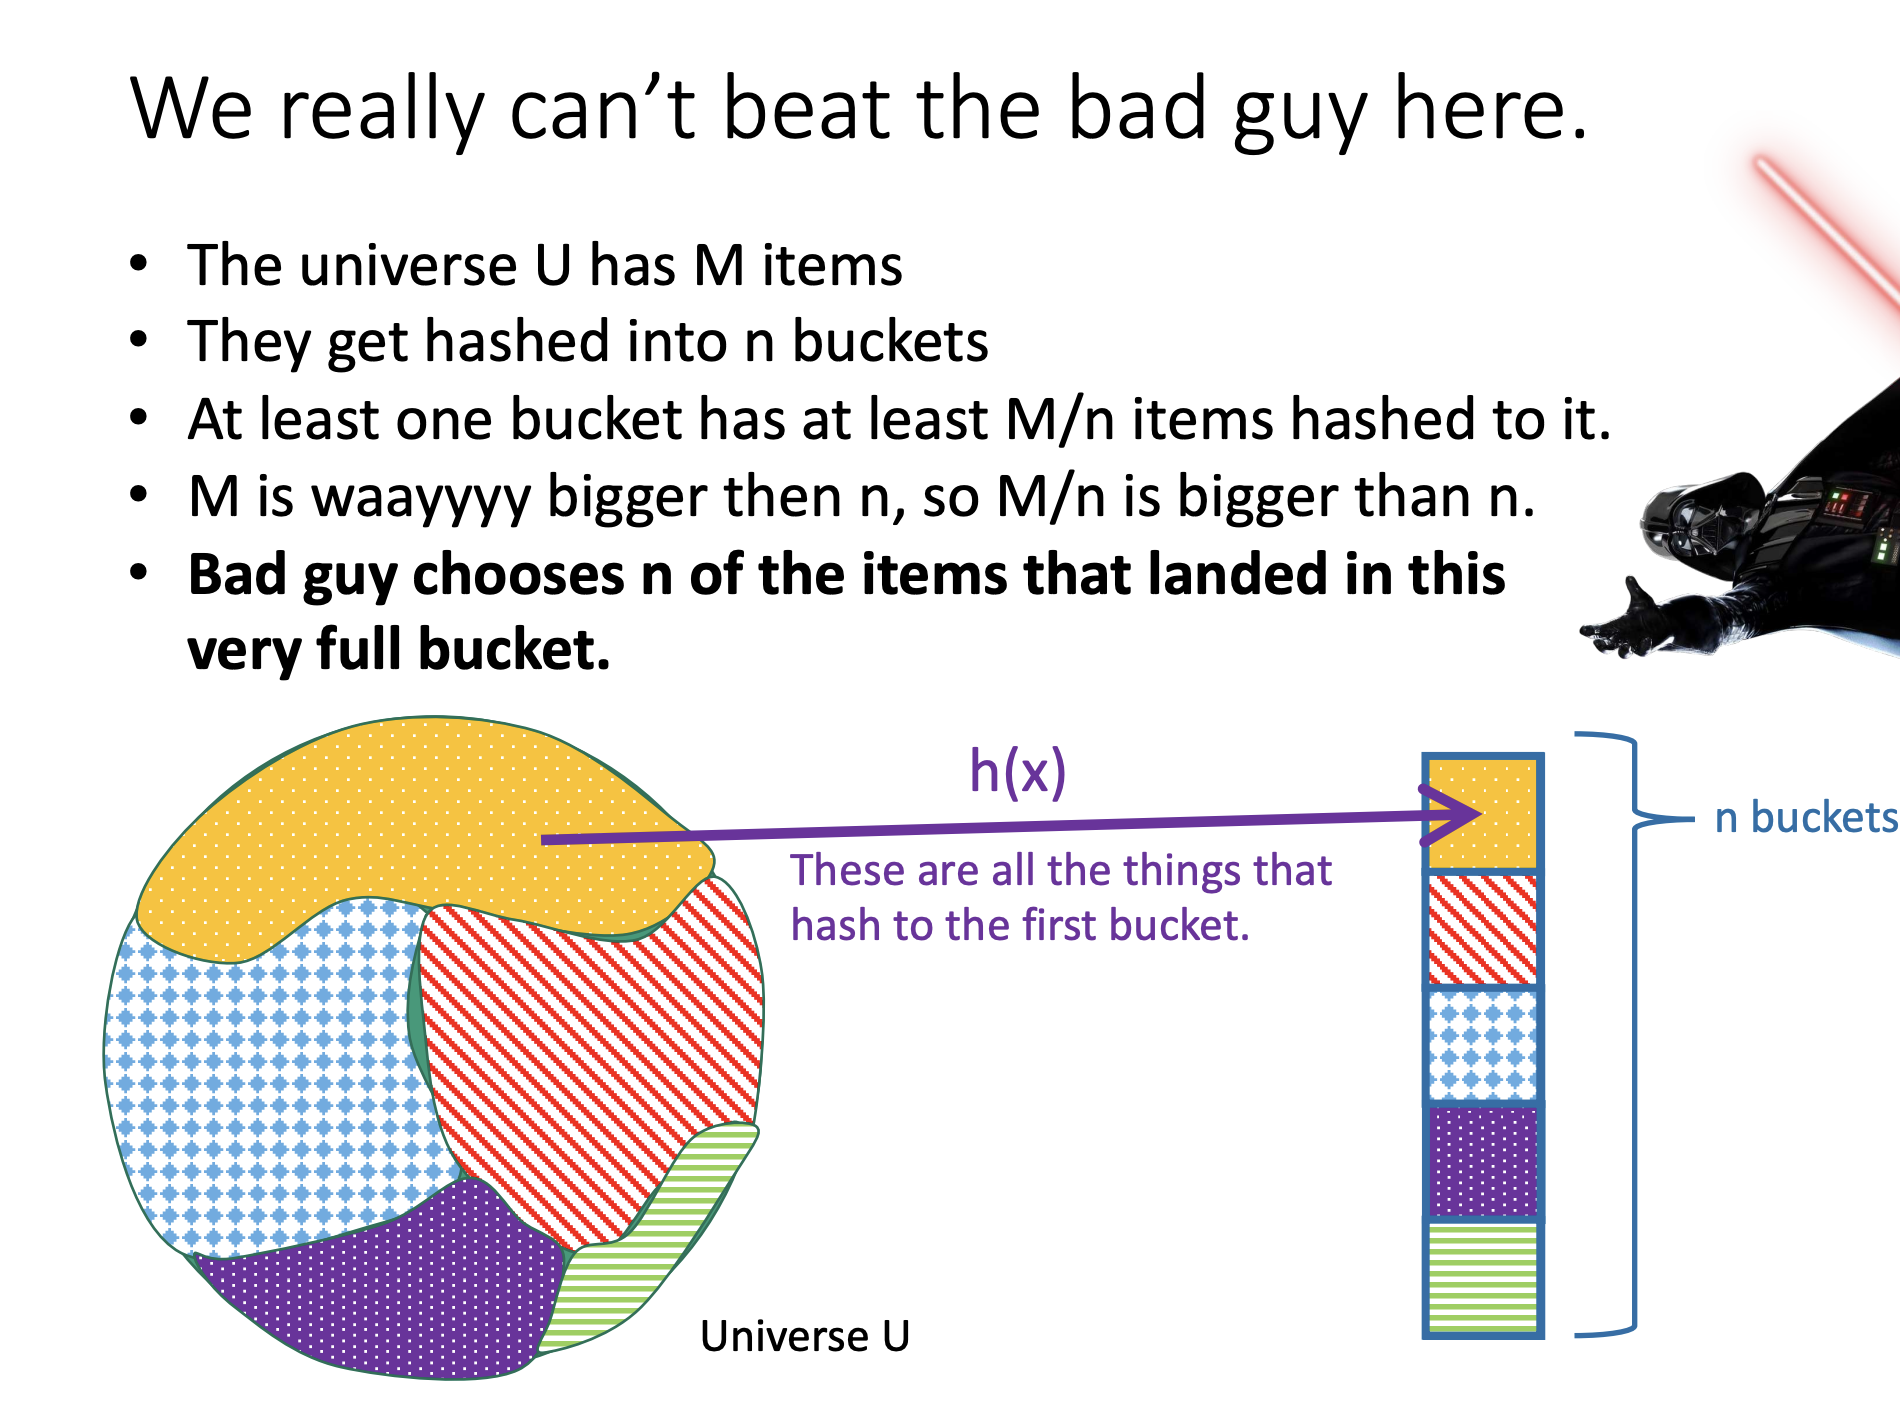 We really can’t beat the bad guy here.
• The universe U has M items
• They get hashed into n buckets
• At least one bucket has at least M/n items hashed to it.
• M is waayyyy bigger then n, so M/n is bigger than n.
• Bad guy chooses n of the items that landed in this
very full bucket.
h(x)
n buckets
These are all the things that
hash to the first bucket.
Universe U